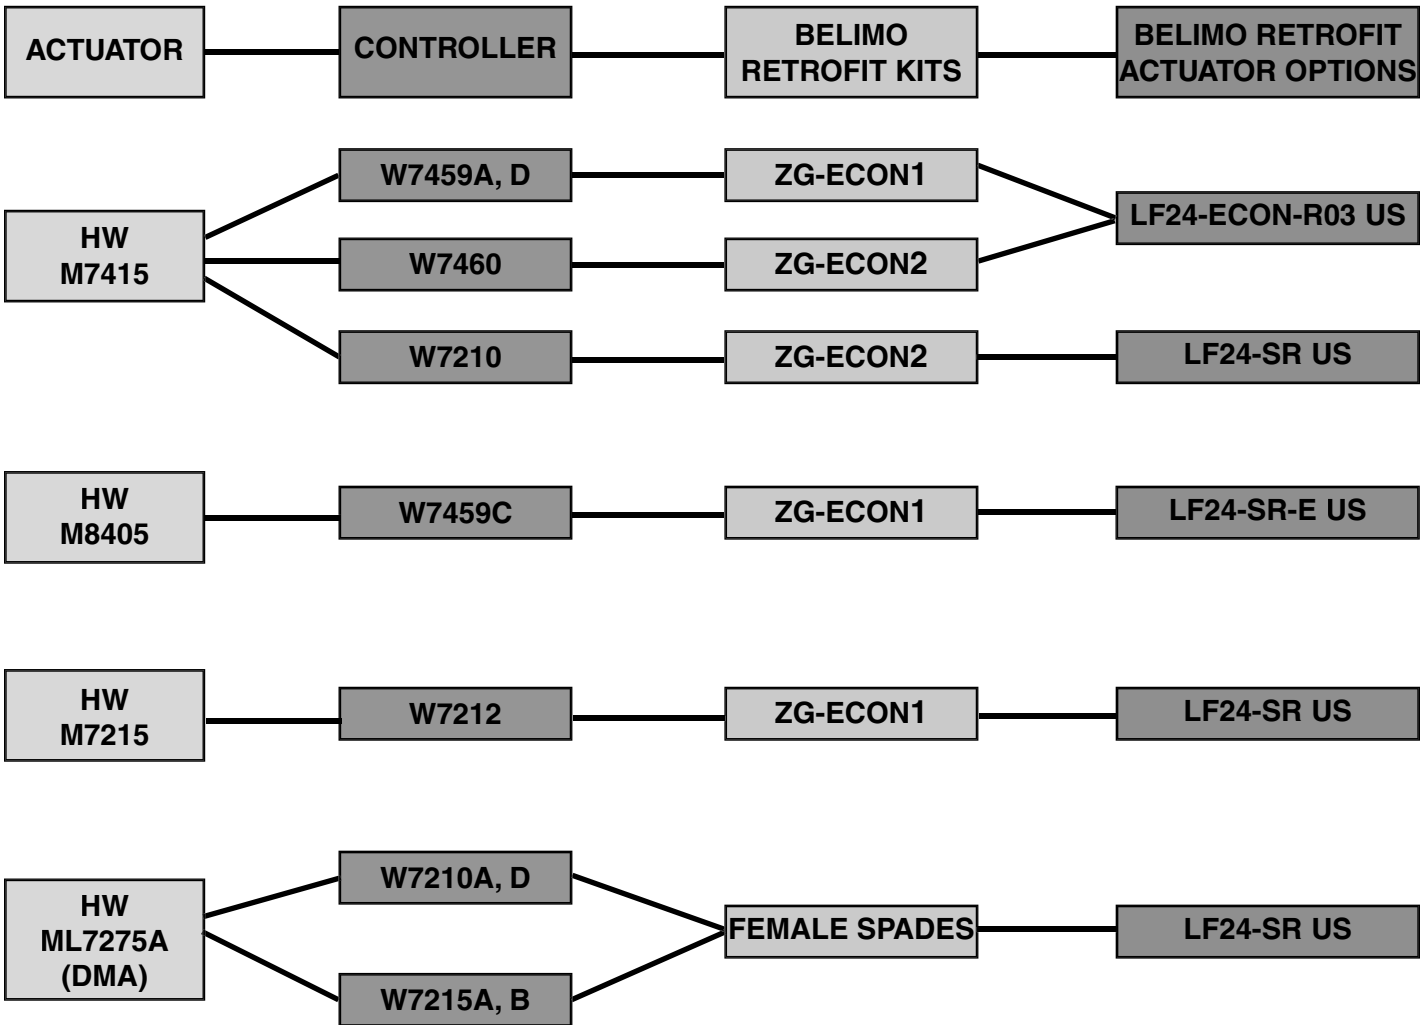 ACTUATOR
CONTROLLER
BELIMO
RETROFIT KITS
BELIMO RETROFIT
ACTUATOR OPTIONS
HW
M7415
W7459A, D
ZG-ECON1
LF24-ECON-R03 US
W7460
ZG-ECON2
W7210
ZG-ECON2
LF24-SR US
HW
M8405
W7459C
ZG-ECON1
LF24-SR-E US
HW
M7215
W7212
ZG-ECON1
LF24-SR US
HW
ML7275A
(DMA)
W7210A, D
W7215A, B
FEMALE SPADES
LF24-SR US